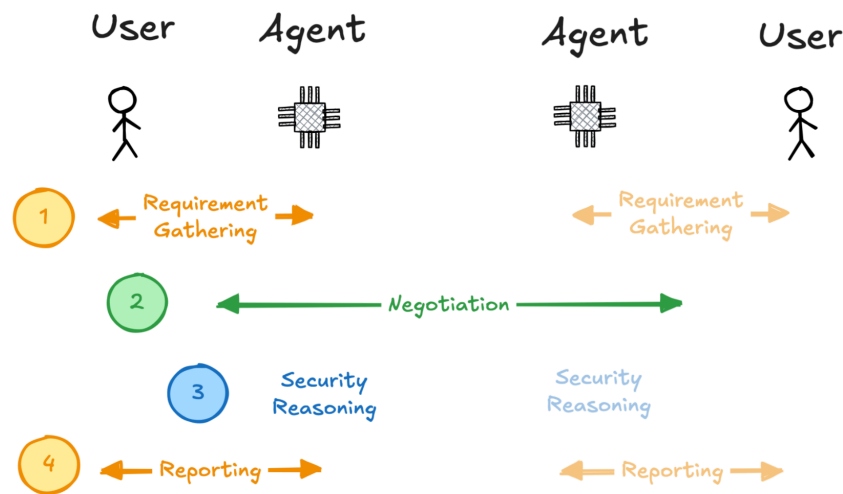 User Agent Agent User
1 Requirement Gathering Requirement Gathering
2 Negotiation
3 Security Reasoning Security Reasoning
4 Reporting Reporting